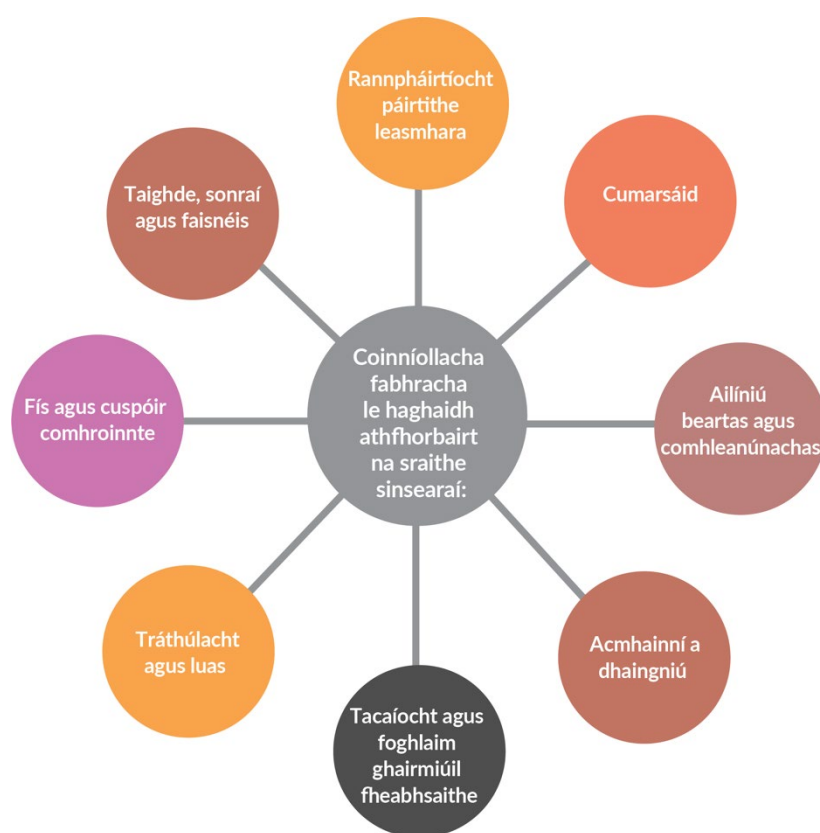 Rannpháirtíocht
páirtithe
leasmhara
Cumarsáid
Ailíniú
beartas agus
comhleanúnachas
Acmhainní a
dhaingniú
Tacaíocht agus
foghlaim
ghairmiúil
fheabhsaithe
Tráthúlacht
agus luas
Fís agus cuspóir
comhroinnte
Taighde, sonraí
agus faisnéis
Coinníollacha
fabhracha
le haghaidh
athfhorbairt
na sraithe
sinsearaí: